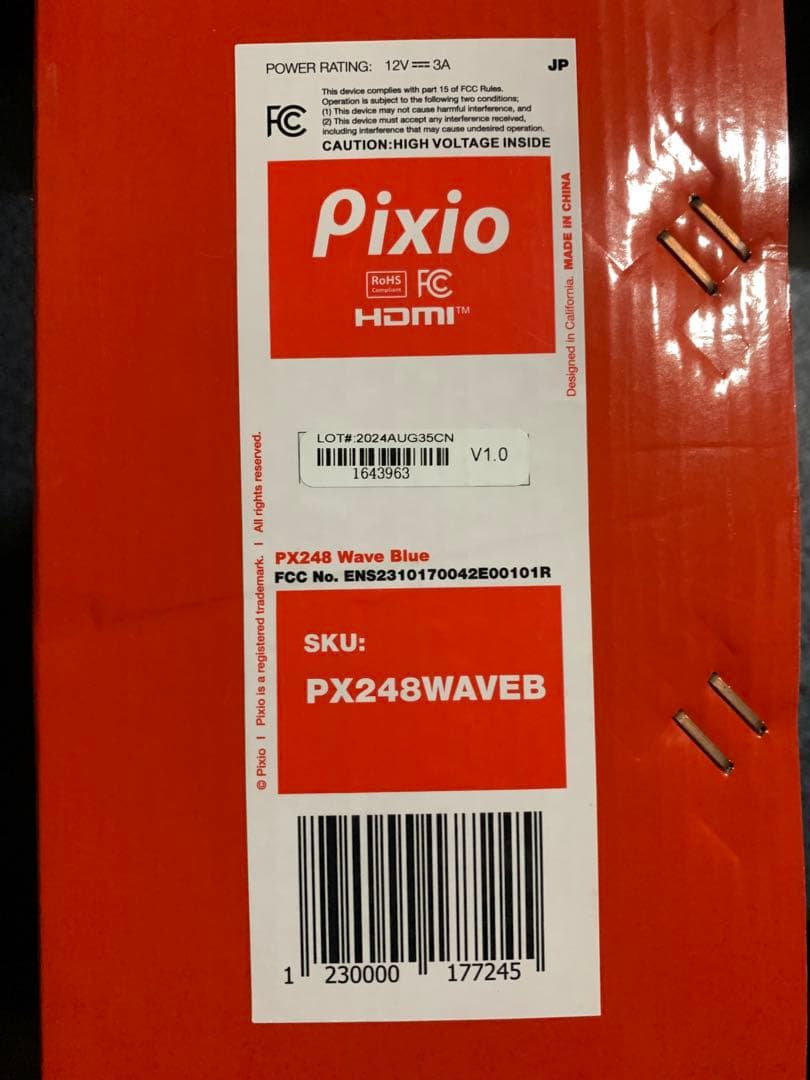 POWER RATING: 12V⎓3A
JP
FC
This device complies with part 15 of FCC Rules.
Operation is subject to the following two conditions;
(1) This device may not cause harmful interference, and
(2) This device must accept any interference received,
including interference that may cause undesired operation.
CAUTION:HIGH VOLTAGE INSIDE
Pixio
RoHS
Compliant
FC
HDMI™
Designed in California. MADE IN CHINA
LOT#:2024AUG35CN
1643963
V1.0
© Pixio I Pixio is a registered trademark. I All rights reserved.
PX248 Wave Blue
FCC No. ENS2310170042E00101R
SKU:
PX248WAVEB
1 230000 177245